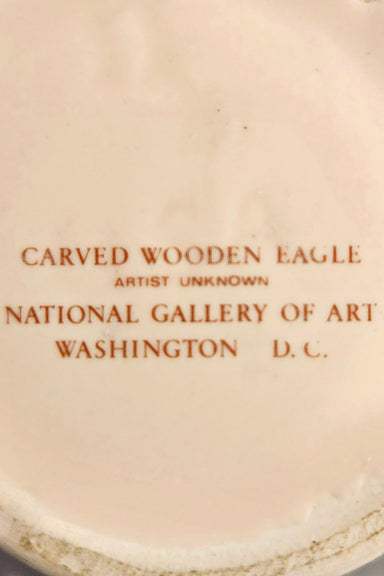 CARVED WOODEN EAGLE
ARTIST UNKNOWN
NATIONAL GALLERY OF ART
WASHINGTON D. C.